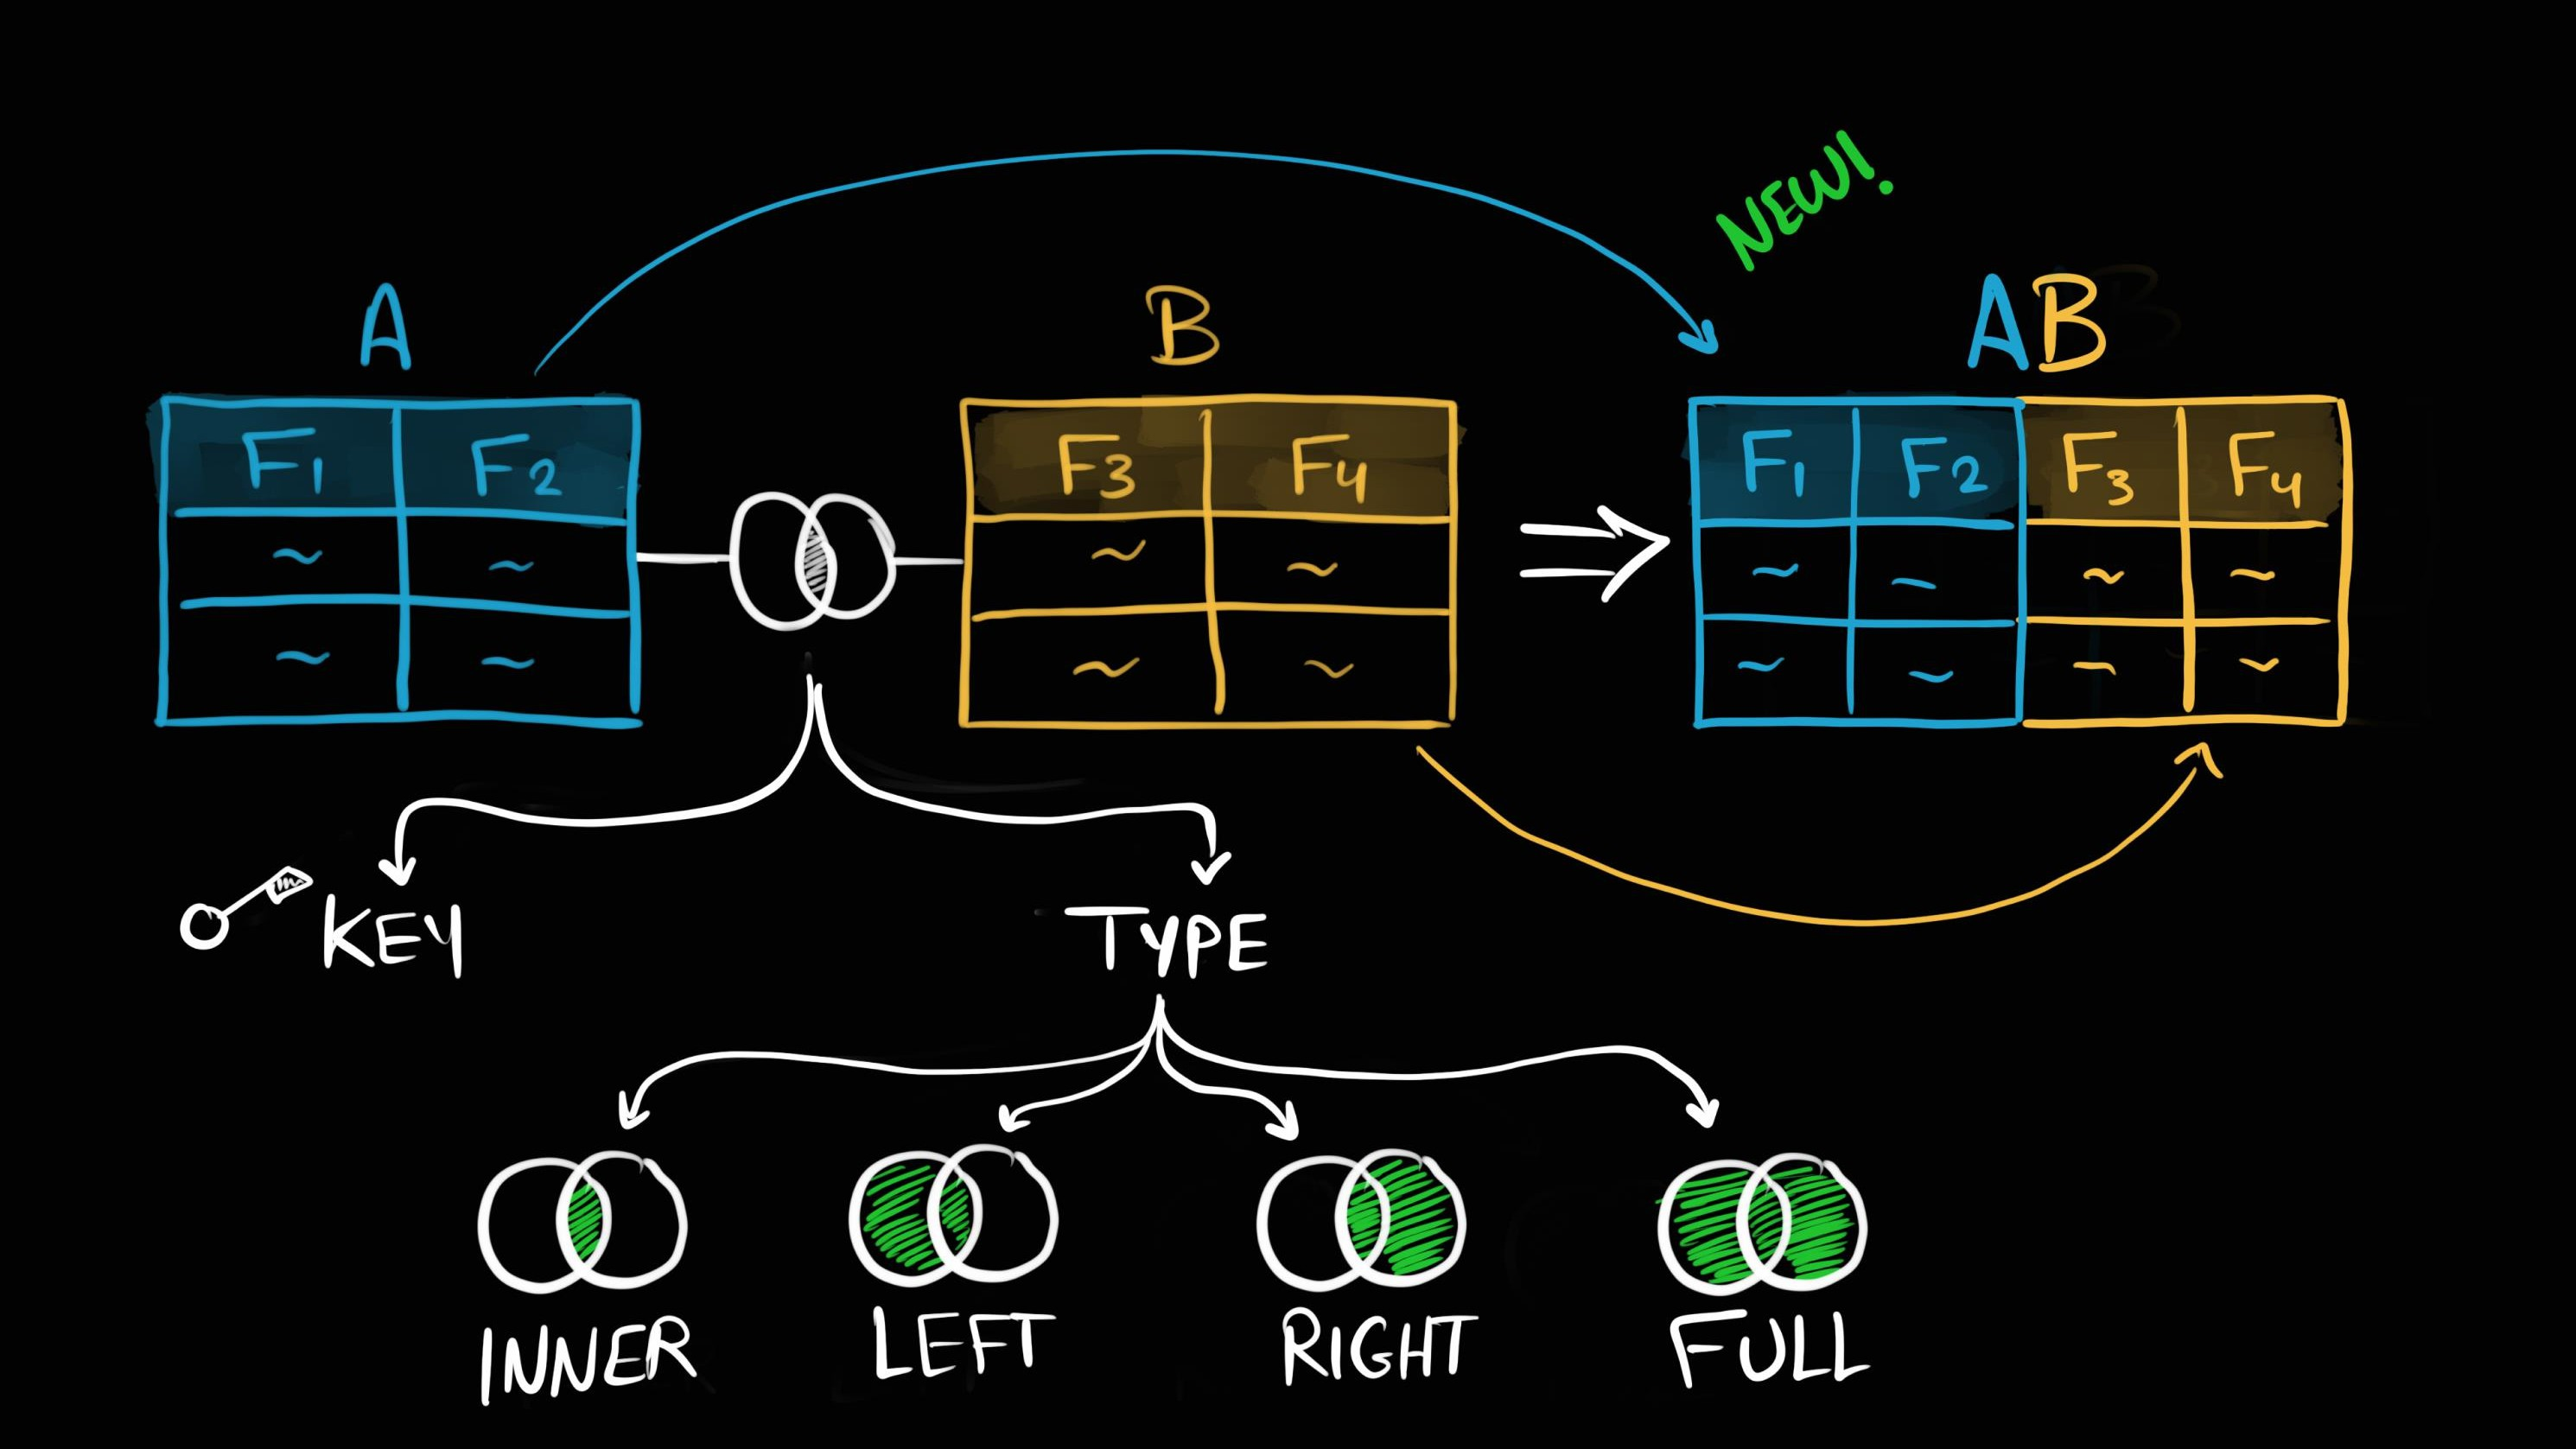 NEW!
A
B
AB
F1 F2
F3 F4
F1 F2 F3 F4
KEY
TYPE
INNER
LEFT
RIGHT
FULL